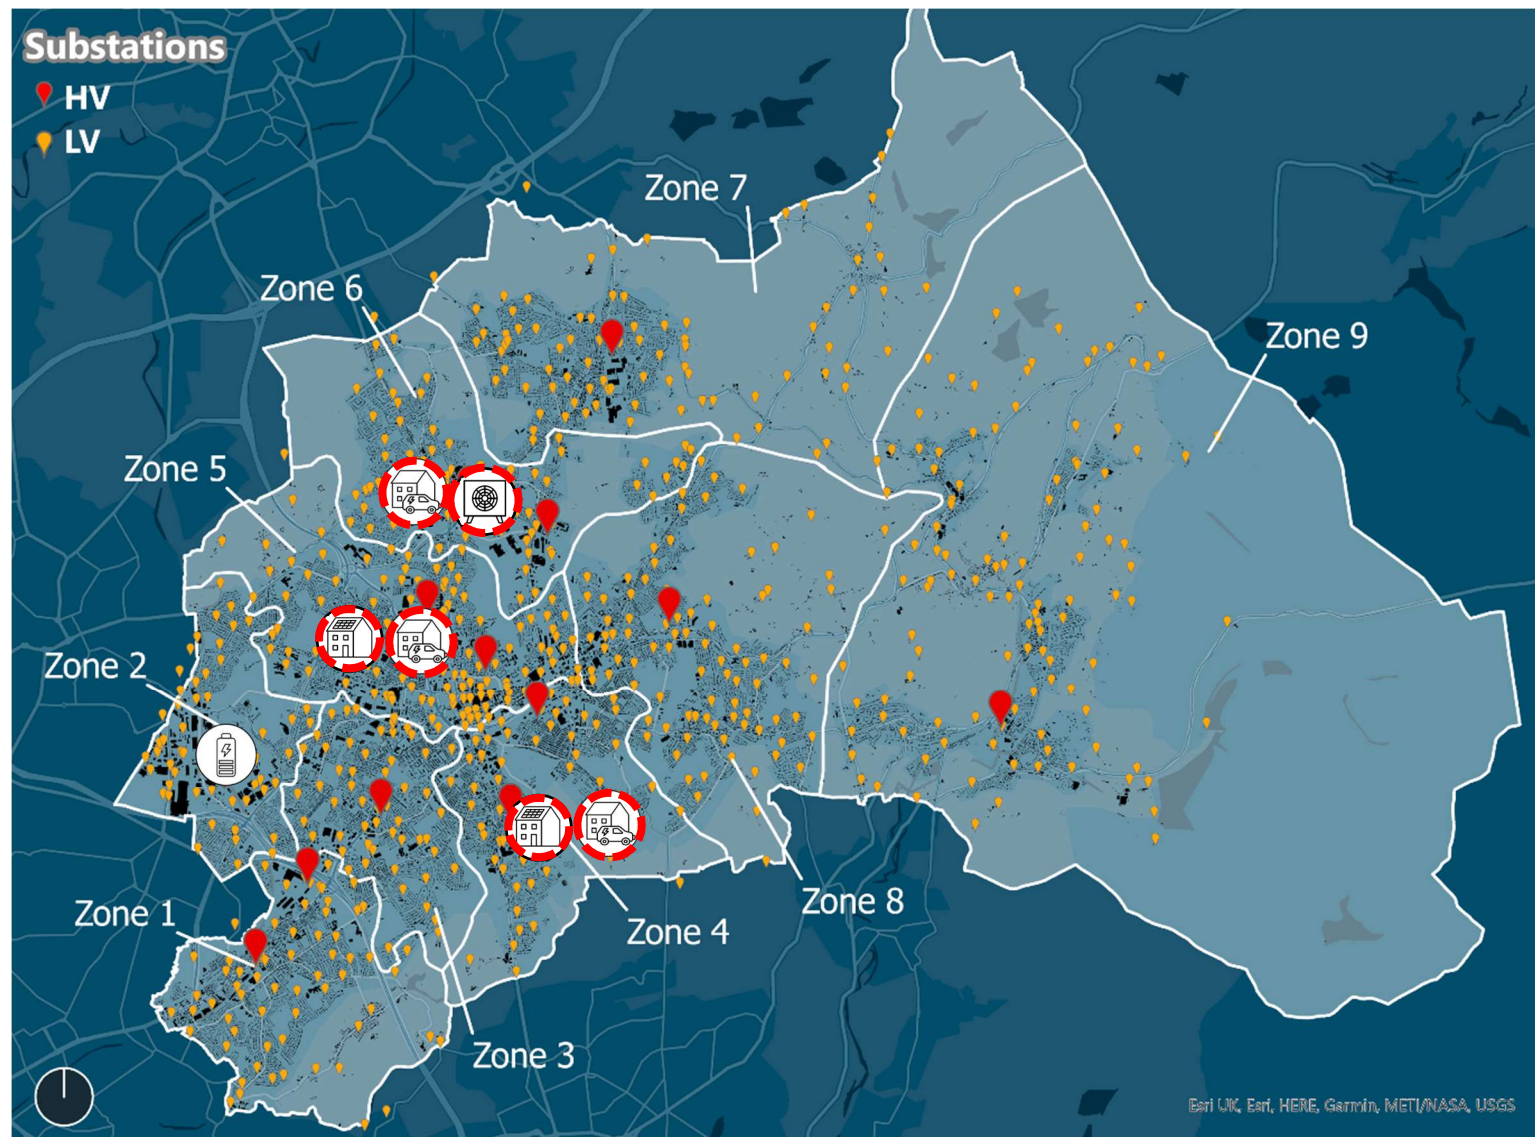 Substations
HV
LV
Zone 7
Zone 6
Zone 9
Zone 5
Zone 2
Zone 8
Zone 1
Zone 4
Zone 3
Esri UK, Esri, HERE, Garmin, METI/NASA, USGS